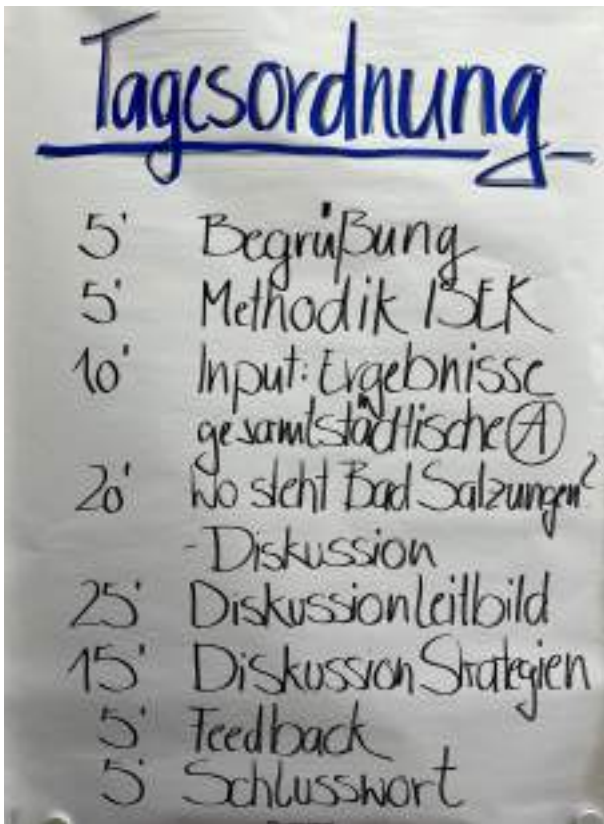 Tagesordnung
5' Begrüßung
5' Methodik ISEK
10' Input: Ergebnisse
gesamtstädtische Ⓐ
20' Wo steht Bad Salzungen?
- Diskussion
25' Diskussion Leitbild
15' Diskussion Strategien
5' Feedback
5' Schlusswort